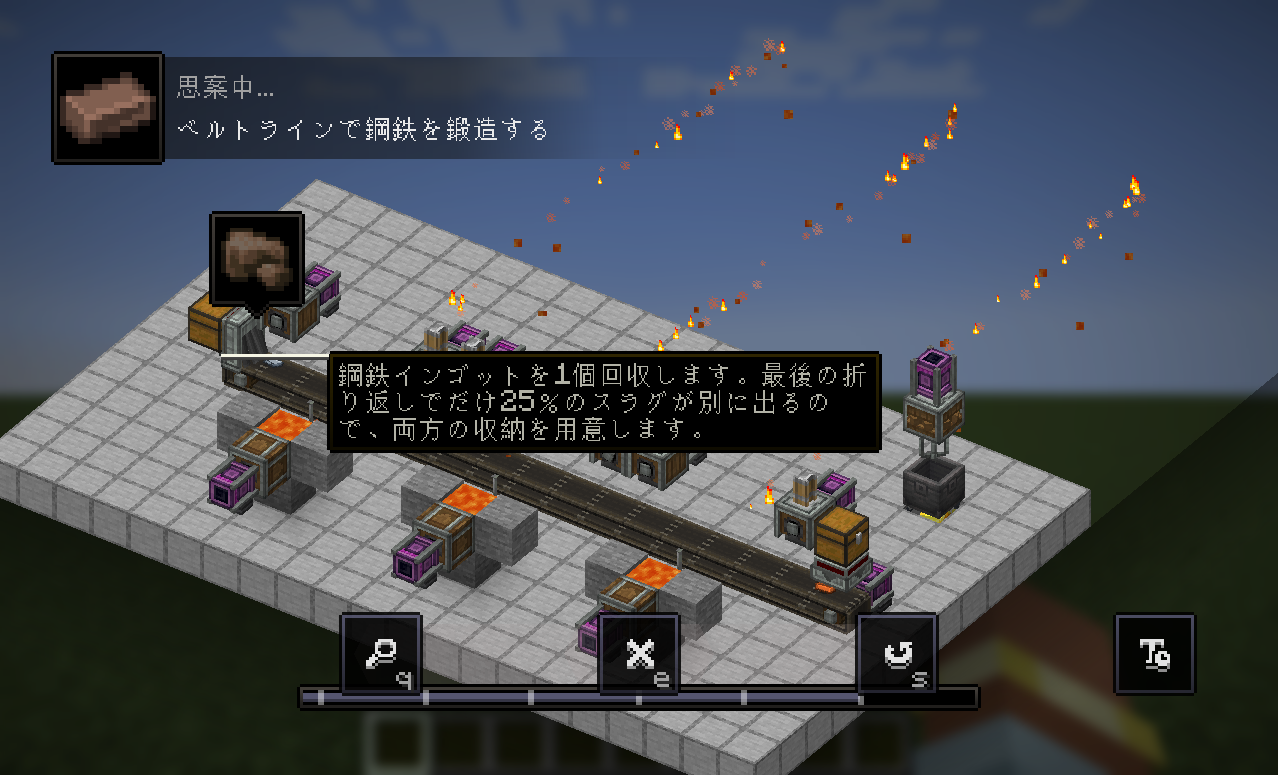 思案中...
ベルトラインで鋼鉄を鍛造する
鋼鉄インゴットを1個回収します。最後の折
り返しでだけ25%のスラグが別に出るの
で、両方の収納を用意します。
q
e
s
T